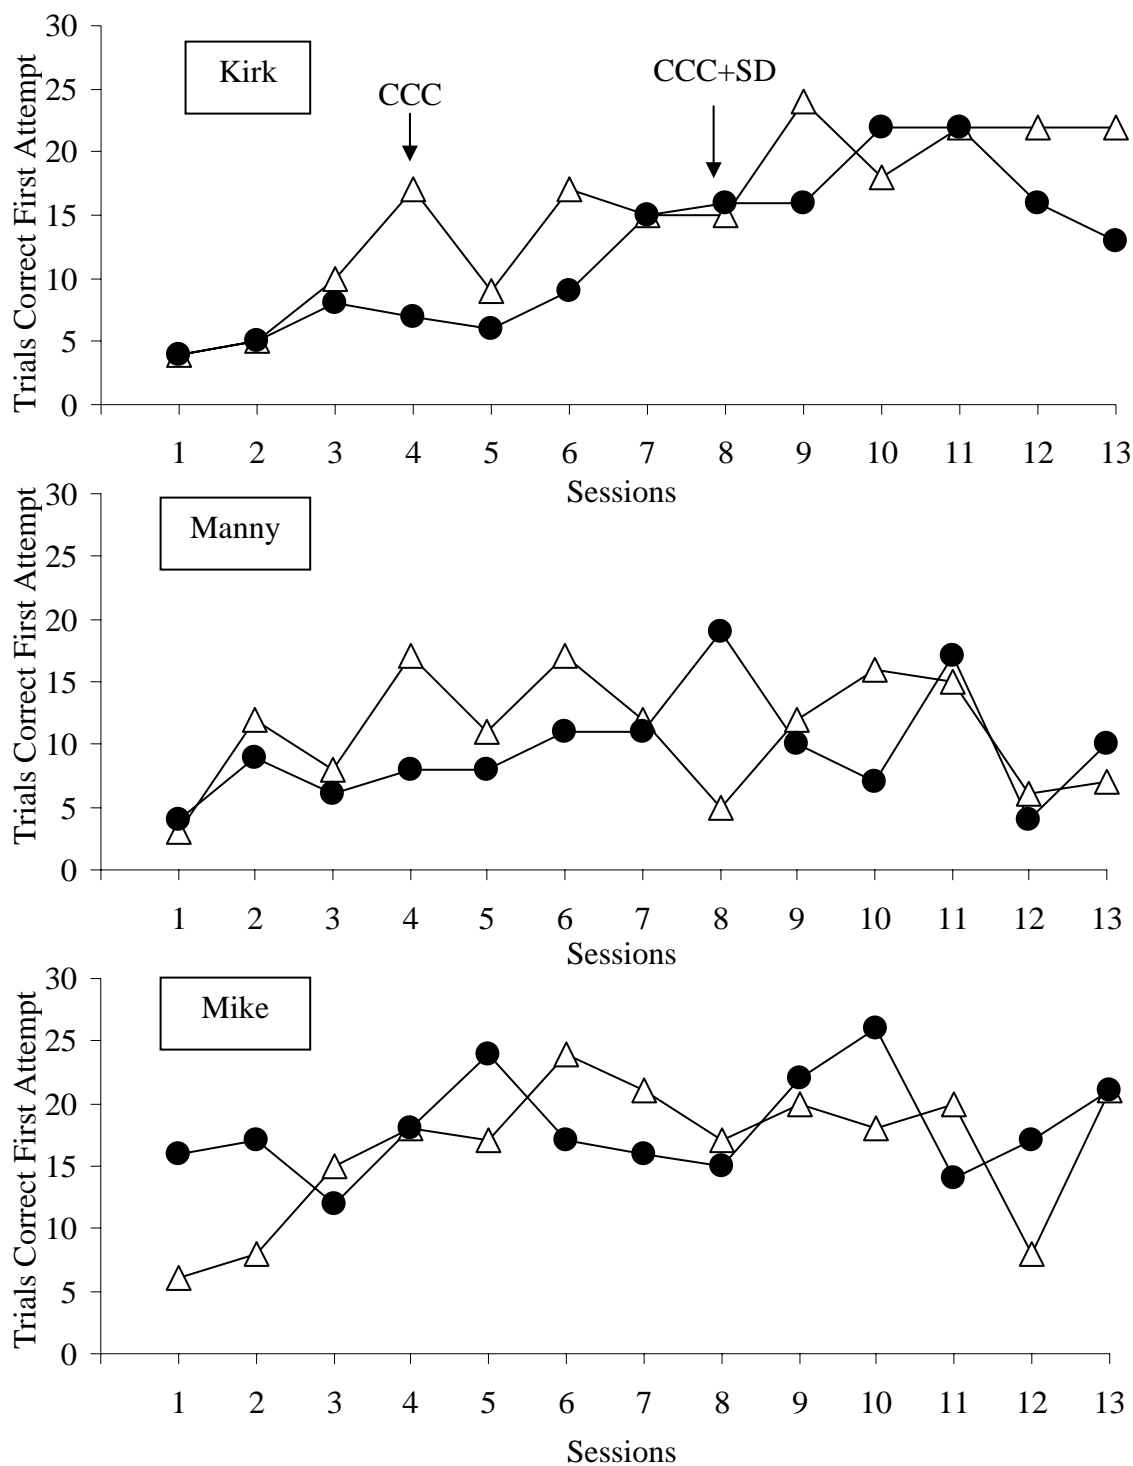 Trials Correct First Attempt
30
25
20
15
10
5
0
Kirk
CCC
CCC+SD
1 2 3 4 5 6 7 8 9 10 11 12 13
Sessions
Trials Correct First Attempt
30
25
20
15
10
5
0
Manny
1 2 3 4 5 6 7 8 9 10 11 12 13
Sessions
Trials Correct First Attempt
30
25
20
15
10
5
0
Mike
1 2 3 4 5 6 7 8 9 10 11 12 13
Sessions